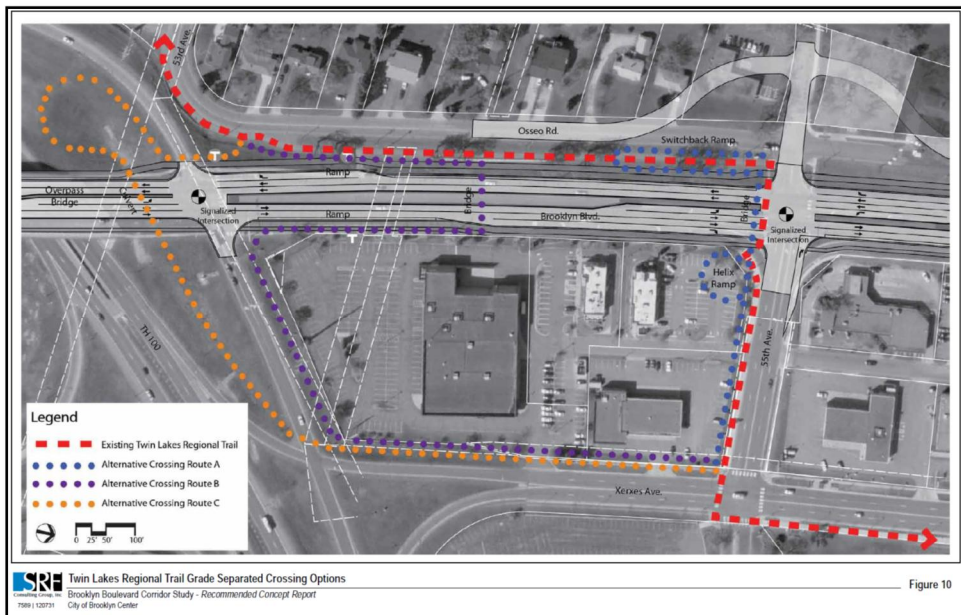 53rd Ave.
Osseo Rd.
Switchback Ramp
Ramp
Overpass
Bridge
Culvert
Signalized
Intersection
Ramp
Bridge
Brooklyn Blvd.
Bridge
Signalized
Intersection
Helix
Ramp
TH 100
55th Ave.
Xerxes Ave.
Legend
Existing Twin Lakes Regional Trail
Alternative Crossing Route A
Alternative Crossing Route B
Alternative Crossing Route C
0 25' 50' 100'
SRF
Consulting Group, Inc.
7589 | 120731
Twin Lakes Regional Trail Grade Separated Crossing Options
Brooklyn Boulevard Corridor Study - Recommended Concept Report
City of Brooklyn Center
Figure 10